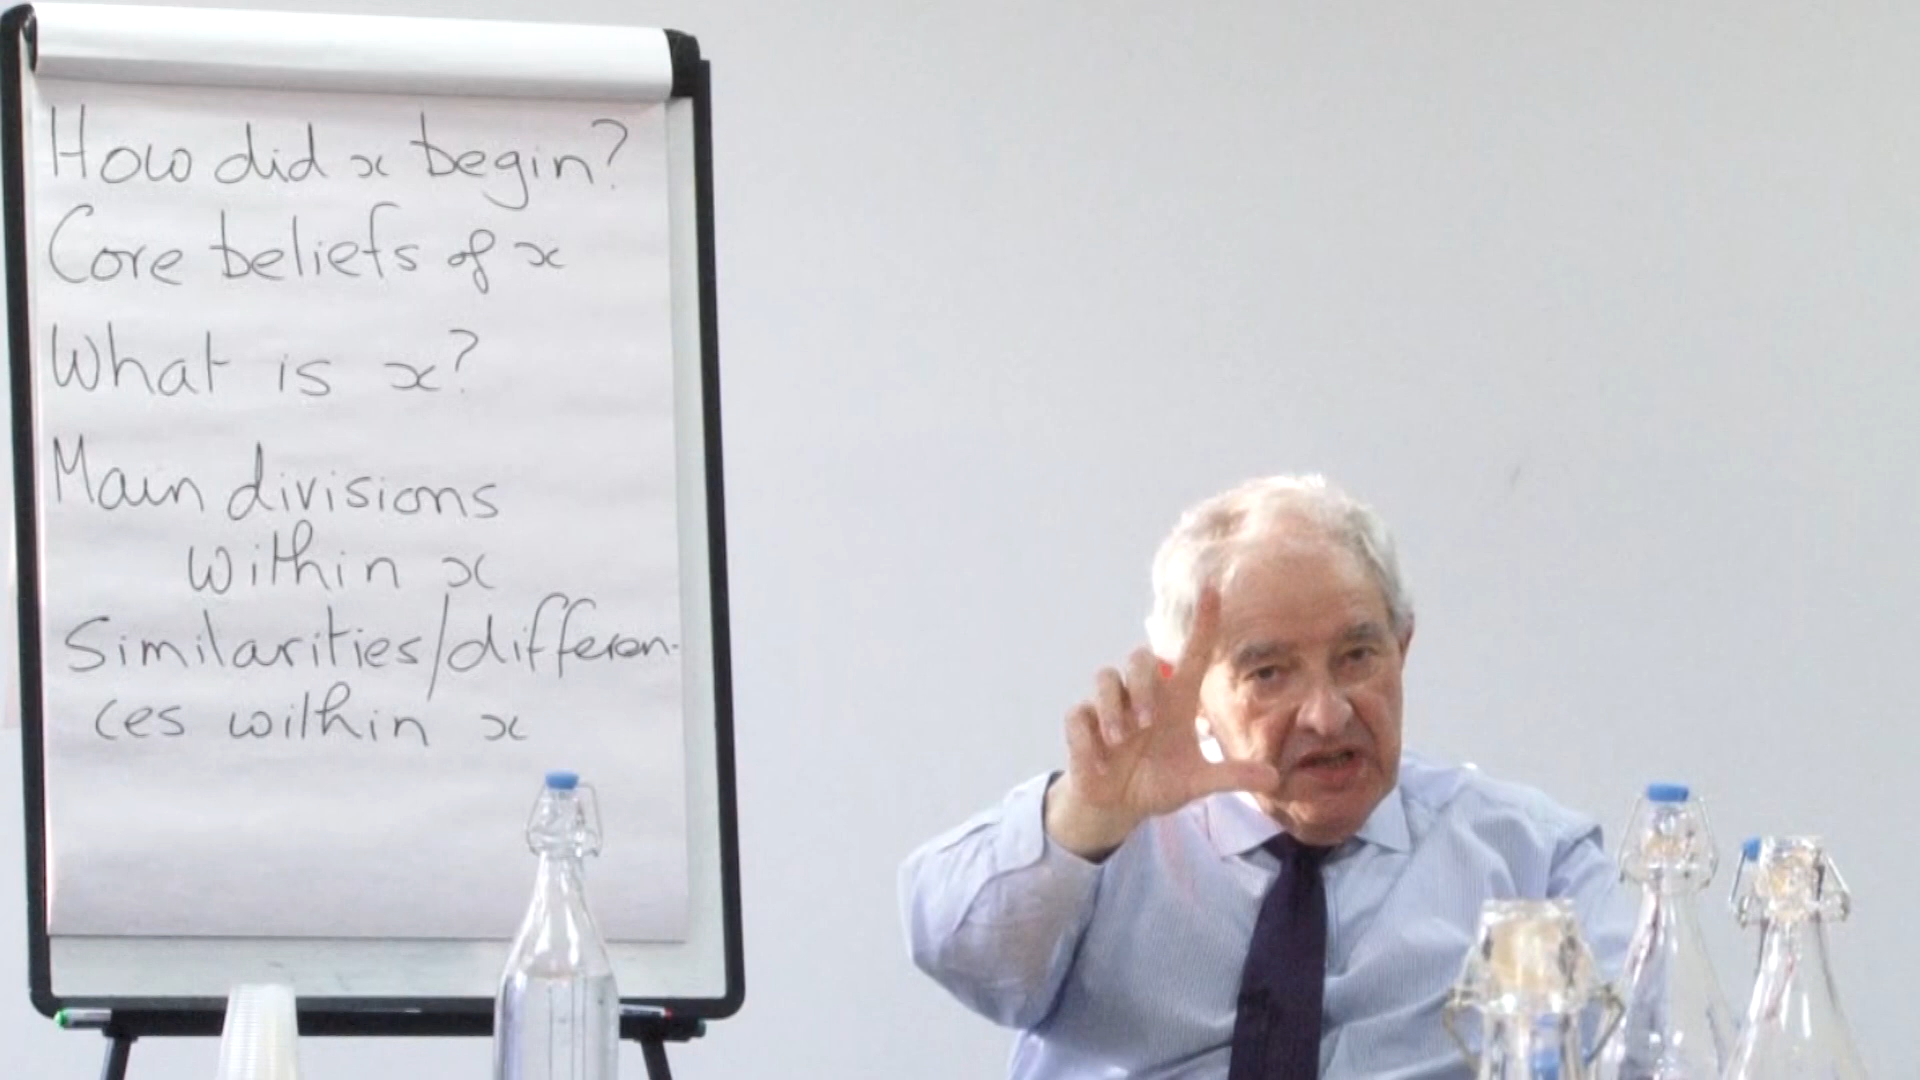 How did x begin?
Core beliefs of x
What is x?
Main divisions
within x
Similarities/differen-
ces within x